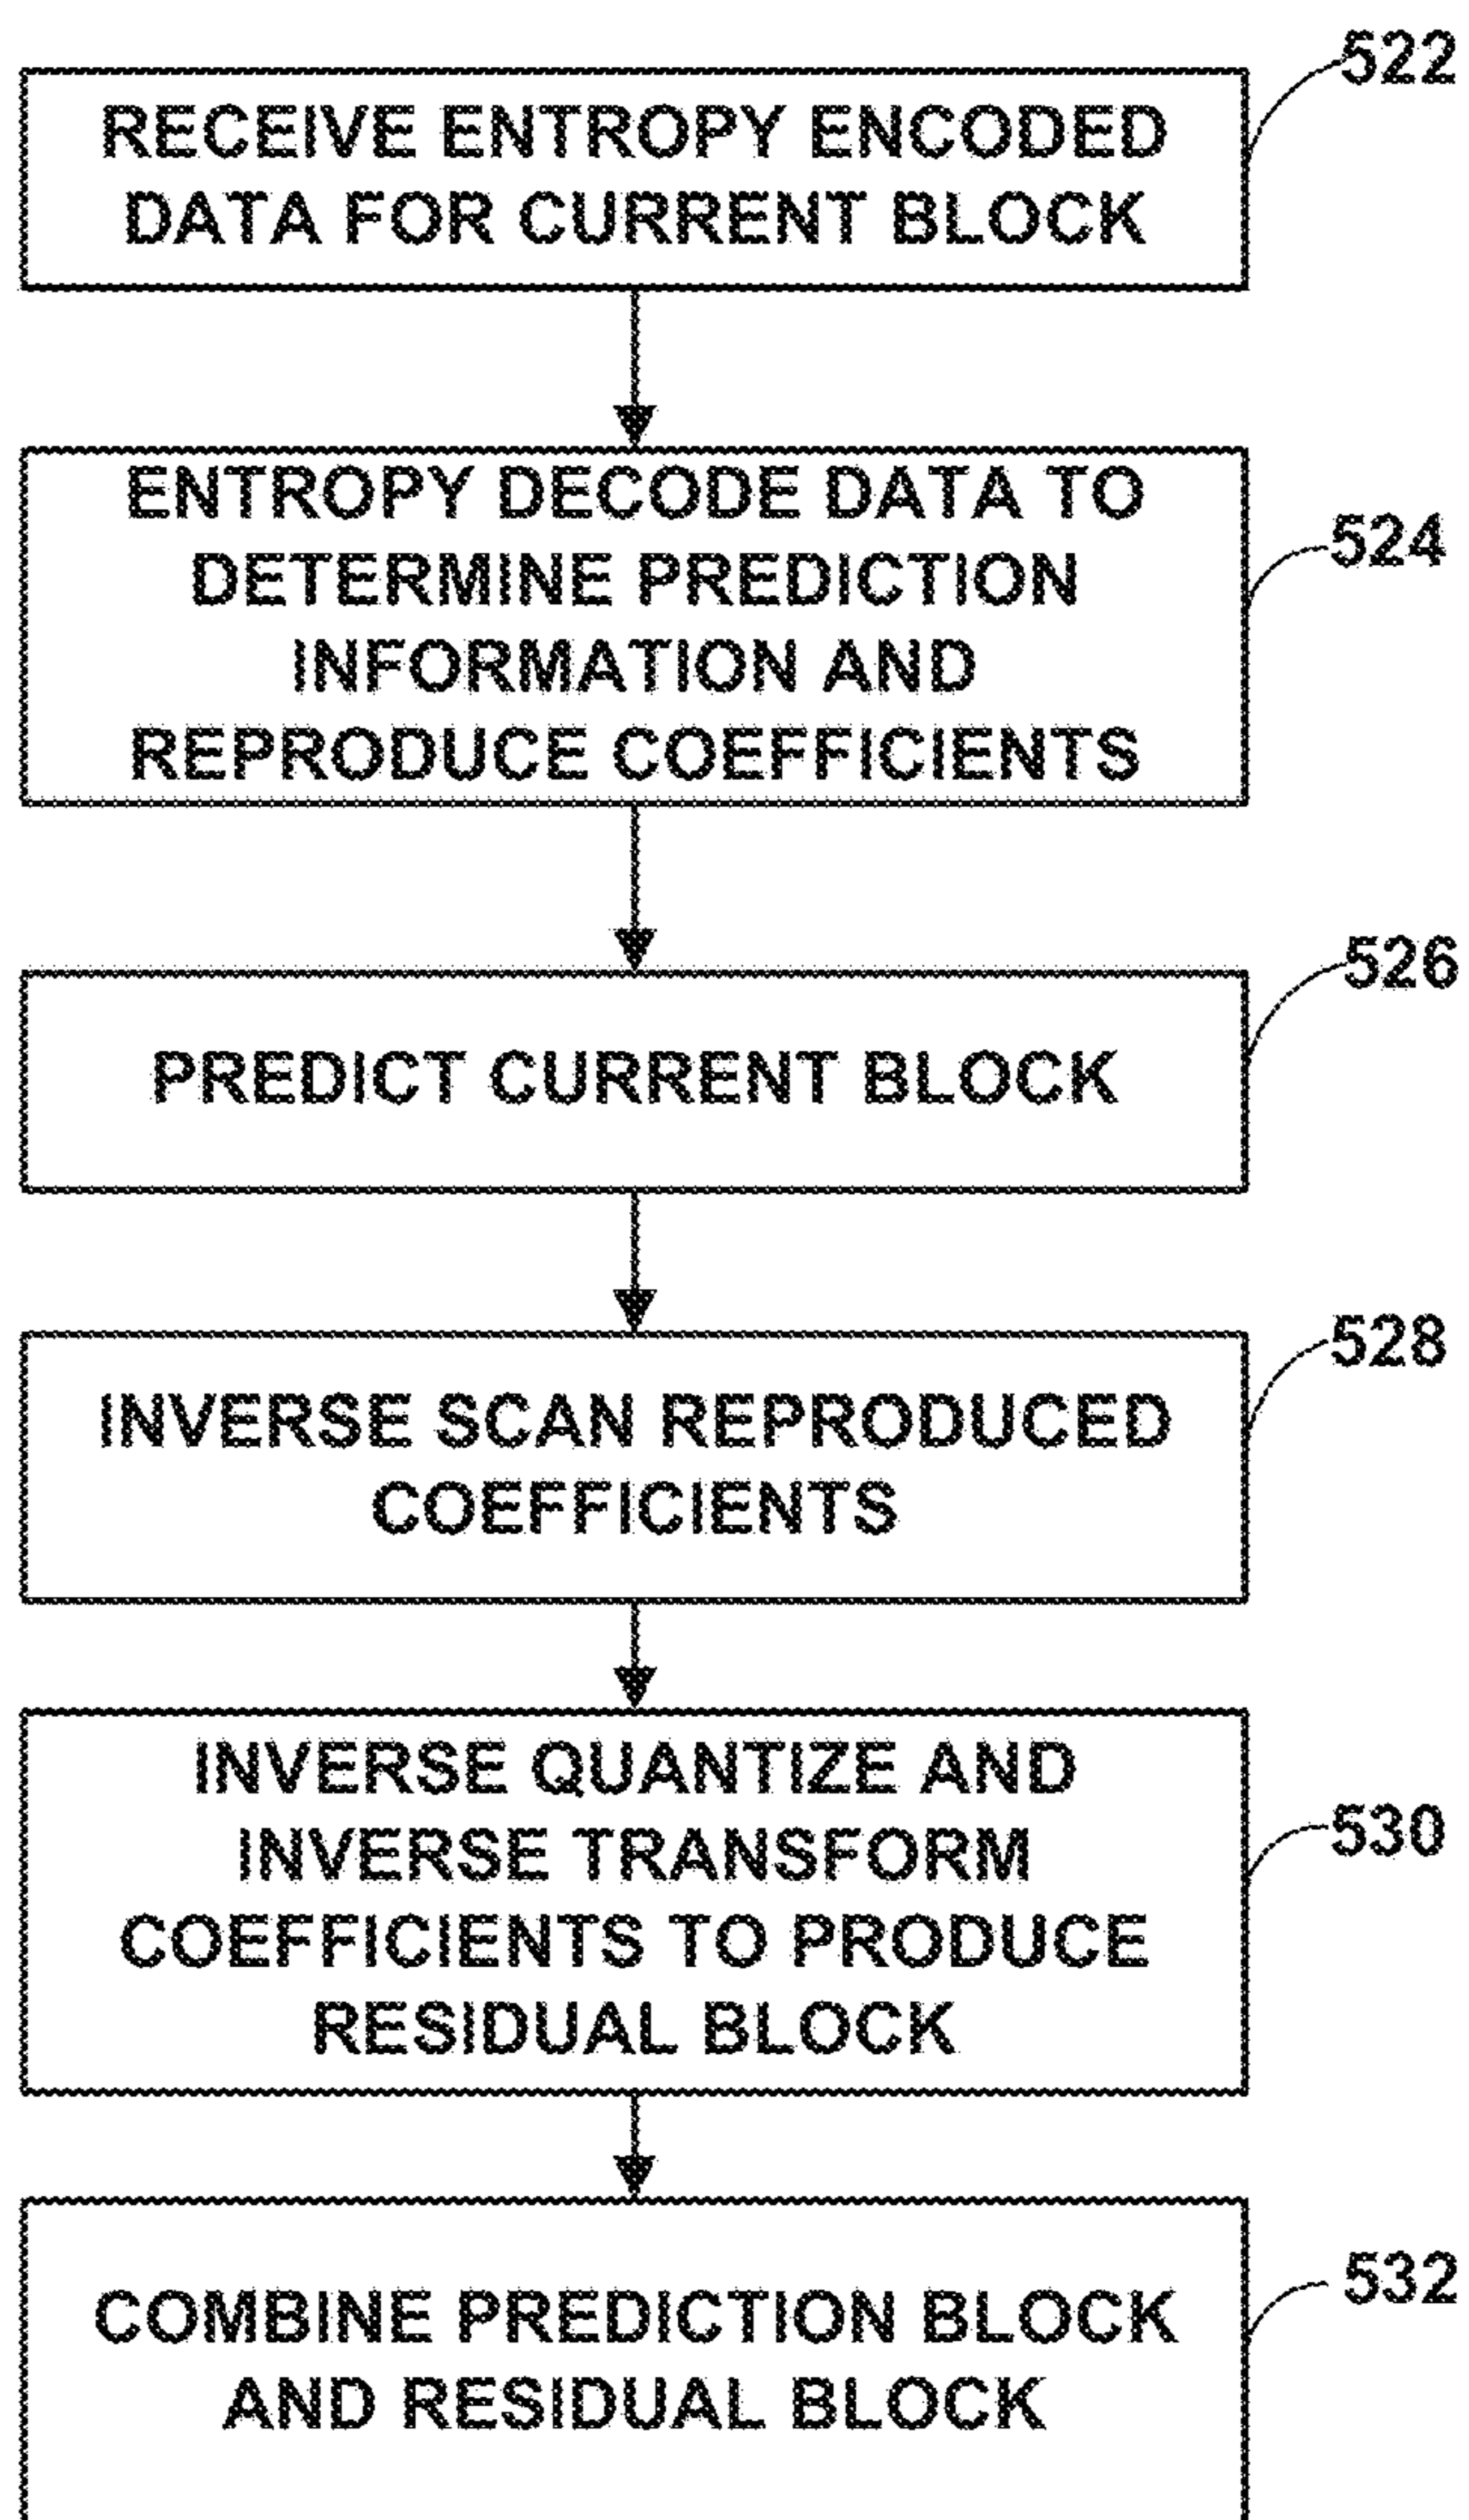 522
RECEIVE ENTROPY ENCODED
DATA FOR CURRENT BLOCK
ENTROPY DECODE DATA TO
DETERMINE PREDICTION
INFORMATION AND
REPRODUCE COEFFICIENTS
524
526
PREDICT CURRENT BLOCK
528
INVERSE SCAN REPRODUCED
COEFFICIENTS
INVERSE QUANTIZE AND
INVERSE TRANSFORM
COEFFICIENTS TO PRODUCE
RESIDUAL BLOCK
530
532
COMBINE PREDICTION BLOCK
AND RESIDUAL BLOCK